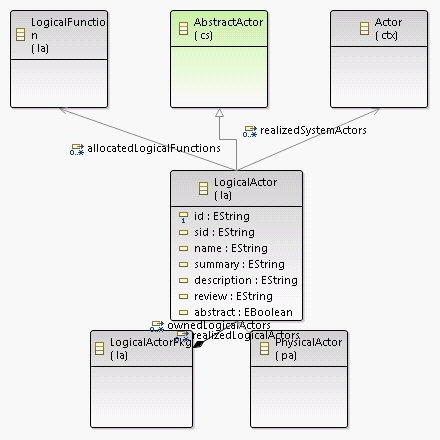 LogicalFunctio
n
(la)
AbstractActor
(cs)
Actor
(ctx)
0..* realizedSystemActors
0..* allocatedLogicalFunctions
LogicalActor
(la)
id : EString
sid : EString
name : EString
summary : EString
description : EString
review : EString
abstract : EBoolean
0..* ownedLogicalActors
0..* realizedLogicalActors
LogicalActorPkg
(la)
PhysicalActor
(pa)